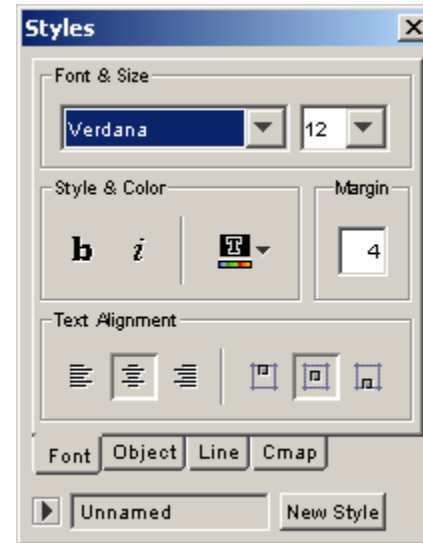 Styles
Font & Size
Verdana 12
Style & Color Margin
b i T 4
Text Alignment
Font Object Line Cmap
Unnamed New Style